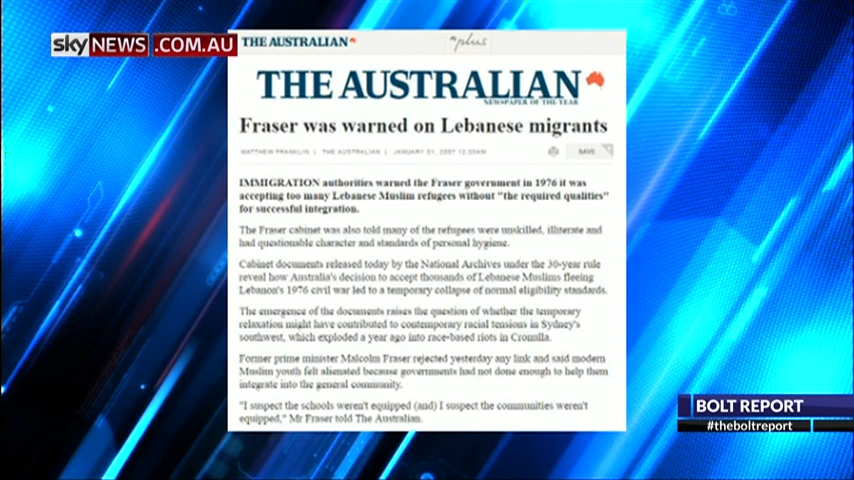 sky NEWS .COM.AU
THE AUSTRALIAN plus
THE AUSTRALIAN
NEWSPAPER OF THE YEAR
Fraser was warned on Lebanese migrants
MATTHEW FRANKLIN | THE AUSTRALIAN | JANUARY 01, 2007 12:00AM SAVE
IMMIGRATION authorities warned the Fraser government in 1976 it was
accepting too many Lebanese Muslim refugees without "the required qualities"
for successful integration.
The Fraser cabinet was also told many of the refugees were unskilled, illiterate and
had questionable character and standards of personal hygiene.
Cabinet documents released today by the National Archives under the 30-year rule
reveal how Australia's decision to accept thousands of Lebanese Muslims fleeing
Lebanon's 1976 civil war led to a temporary collapse of normal eligibility standards.
The emergence of the documents raises the question of whether the temporary
relaxation might have contributed to contemporary racial tensions in Sydney's
southwest, which exploded a year ago into race-based riots in Cronulla.
Former prime minister Malcolm Fraser rejected yesterday any link and said modern
Muslim youth felt alienated because governments had not done enough to help them
integrate into the general community.
"I suspect the schools weren't equipped (and) I suspect the communities weren't
equipped," Mr Fraser told The Australian.
BOLT REPORT
#theboltreport